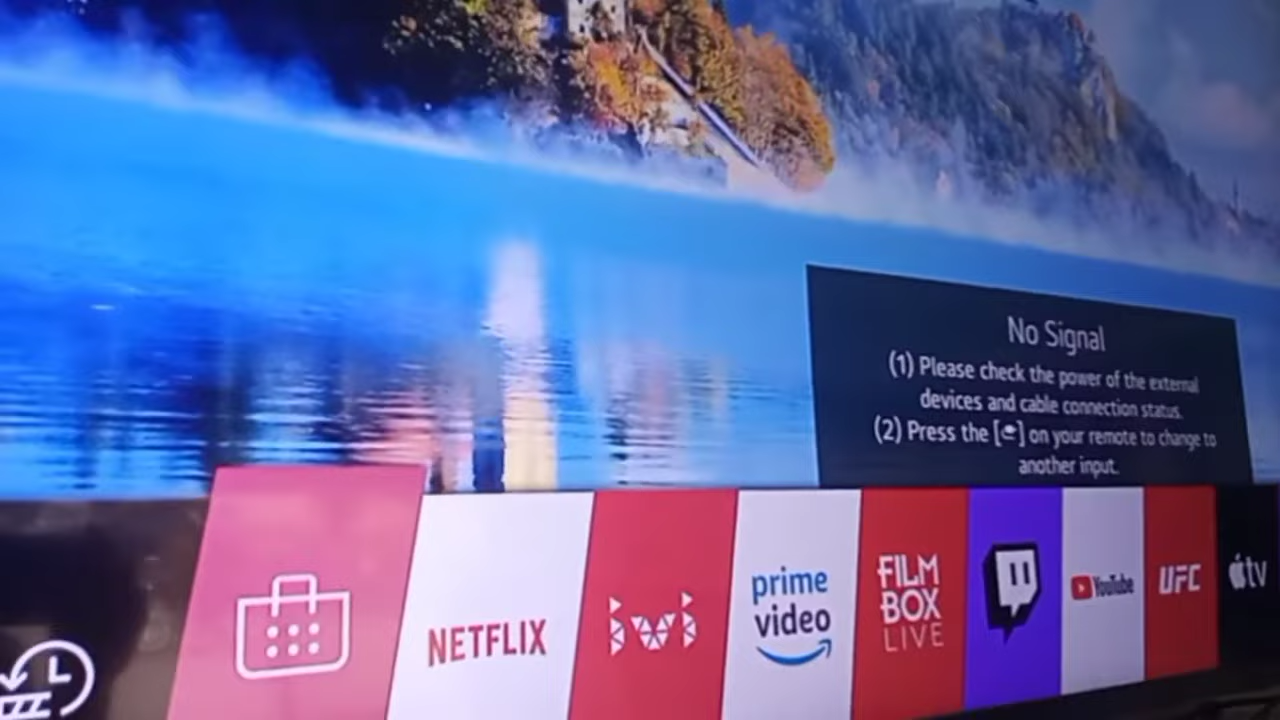 No Signal
(1) Please check the power of the external
devices and cable connection status.
(2) Press the [ ] on your remote to change to
another input.
NETFLIX
ivi
prime
video
FILM
BOX
LIVE
YouTube
UFC
tv